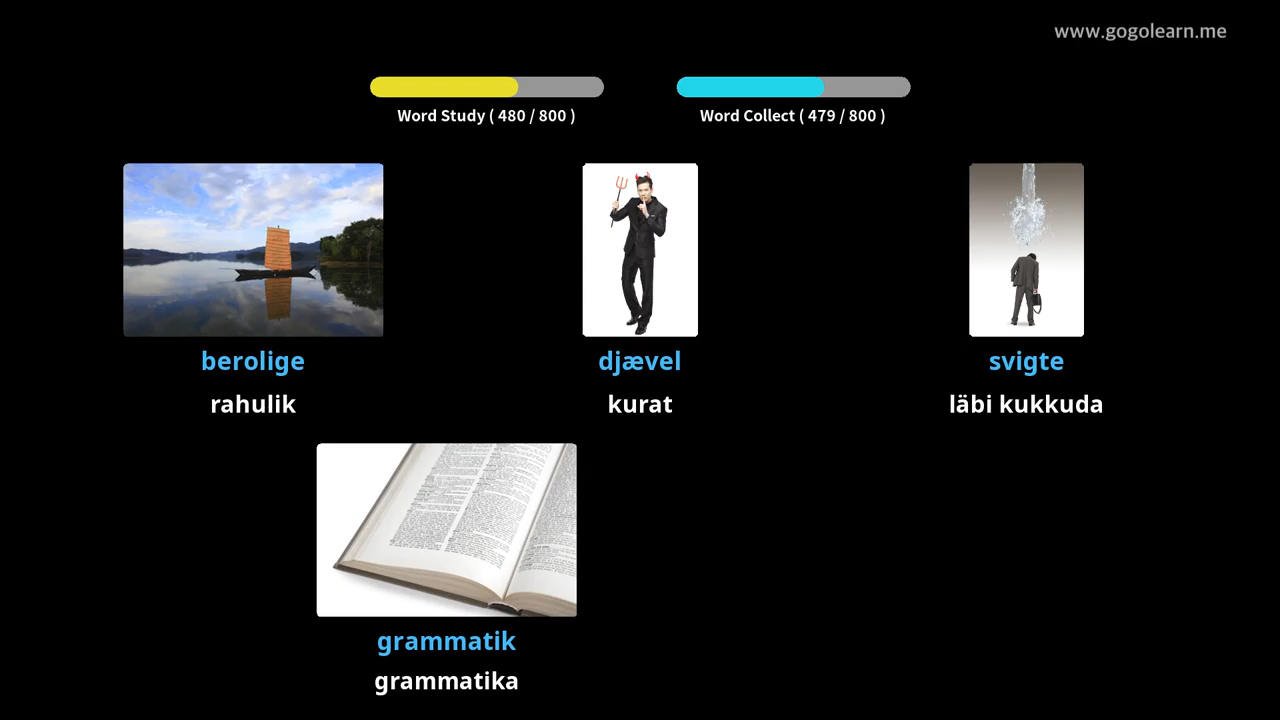 www.gogolearn.me
Word Study ( 480 / 800 )
Word Collect ( 479 / 800 )
berolige
djævel
svigte
rahulik
kurat
läbi kukkuda
grammatik
grammatika